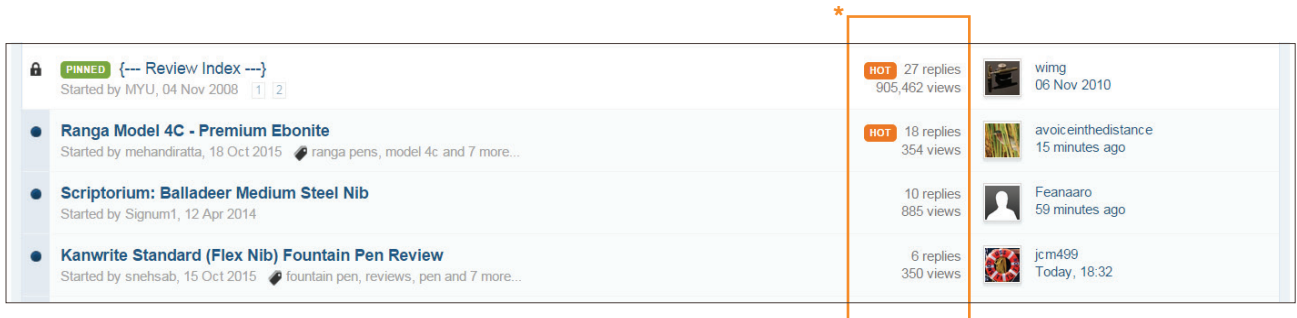 *
PINNED {--- Review Index ---}
Started by MYU, 04 Nov 2008 1 2
HOT 27 replies
905,462 views
wimg
06 Nov 2010
Ranga Model 4C - Premium Ebonite
Started by mehandiratta, 18 Oct 2015 ranga pens, model 4c and 7 more...
HOT 18 replies
354 views
avoiceinthedistance
15 minutes ago
Scriptorium: Balladeer Medium Steel Nib
Started by Signum1, 12 Apr 2014
10 replies
885 views
Feanaaro
59 minutes ago
Kanwrite Standard (Flex Nib) Fountain Pen Review
Started by snehsab, 15 Oct 2015 fountain pen, reviews, pen and 7 more...
6 replies
350 views
jcm499
Today, 18:32